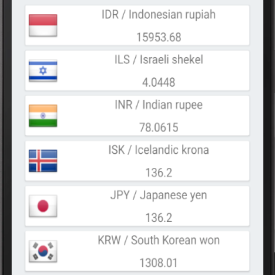 IDR / Indonesian rupiah
15953.68
ILS / Israeli shekel
4.0448
INR / Indian rupee
78.0615
ISK / Icelandic krona
136.2
JPY / Japanese yen
136.2
KRW / South Korean won
1308.01